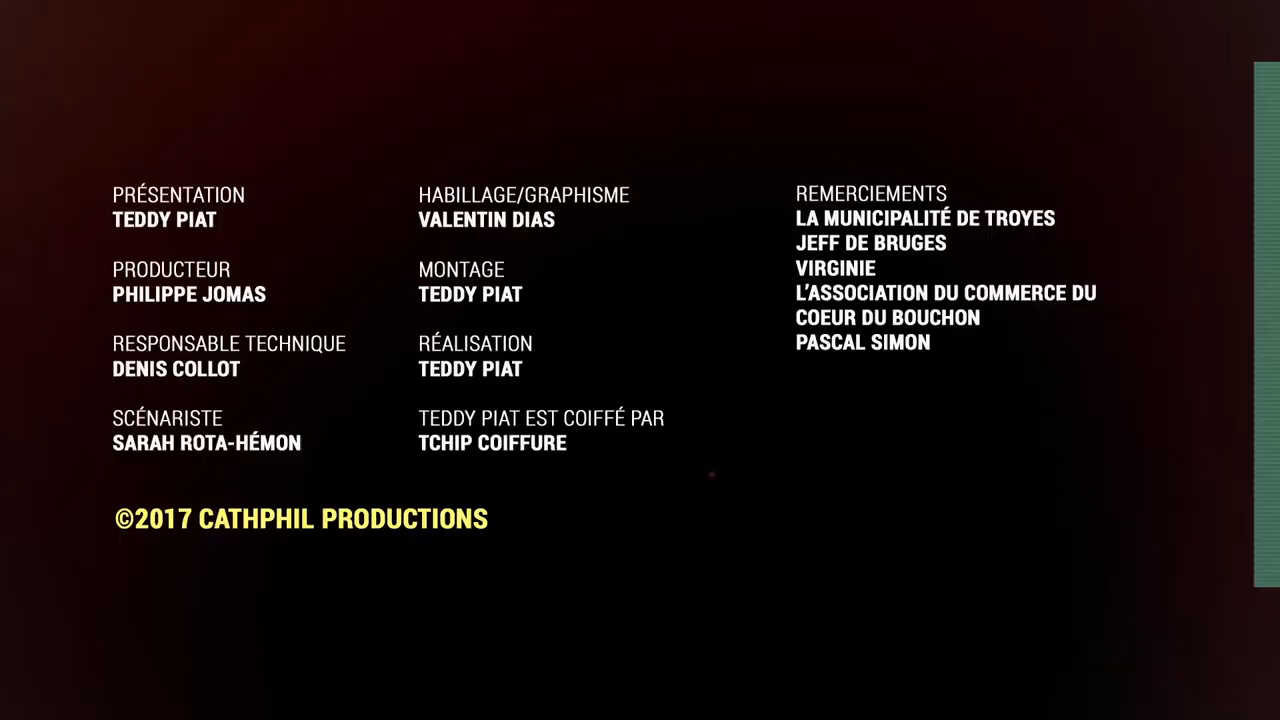 PRÉSENTATION
TEDDY PIAT
PRODUCTEUR
PHILIPPE JOMAS
RESPONSABLE TECHNIQUE
DENIS COLLOT
SCÉNARISTE
SARAH ROTA-HÉMON
HABILLAGE/GRAPHISME
VALENTIN DIAS
MONTAGE
TEDDY PIAT
RÉALISATION
TEDDY PIAT
TEDDY PIAT EST COIFFÉ PAR
TCHIP COIFFURE
REMERCIEMENTS
LA MUNICIPALITÉ DE TROYES
JEFF DE BRUGES
VIRGINIE
L'ASSOCIATION DU COMMERCE DU
COEUR DU BOUCHON
PASCAL SIMON
©2017 CATHPHIL PRODUCTIONS